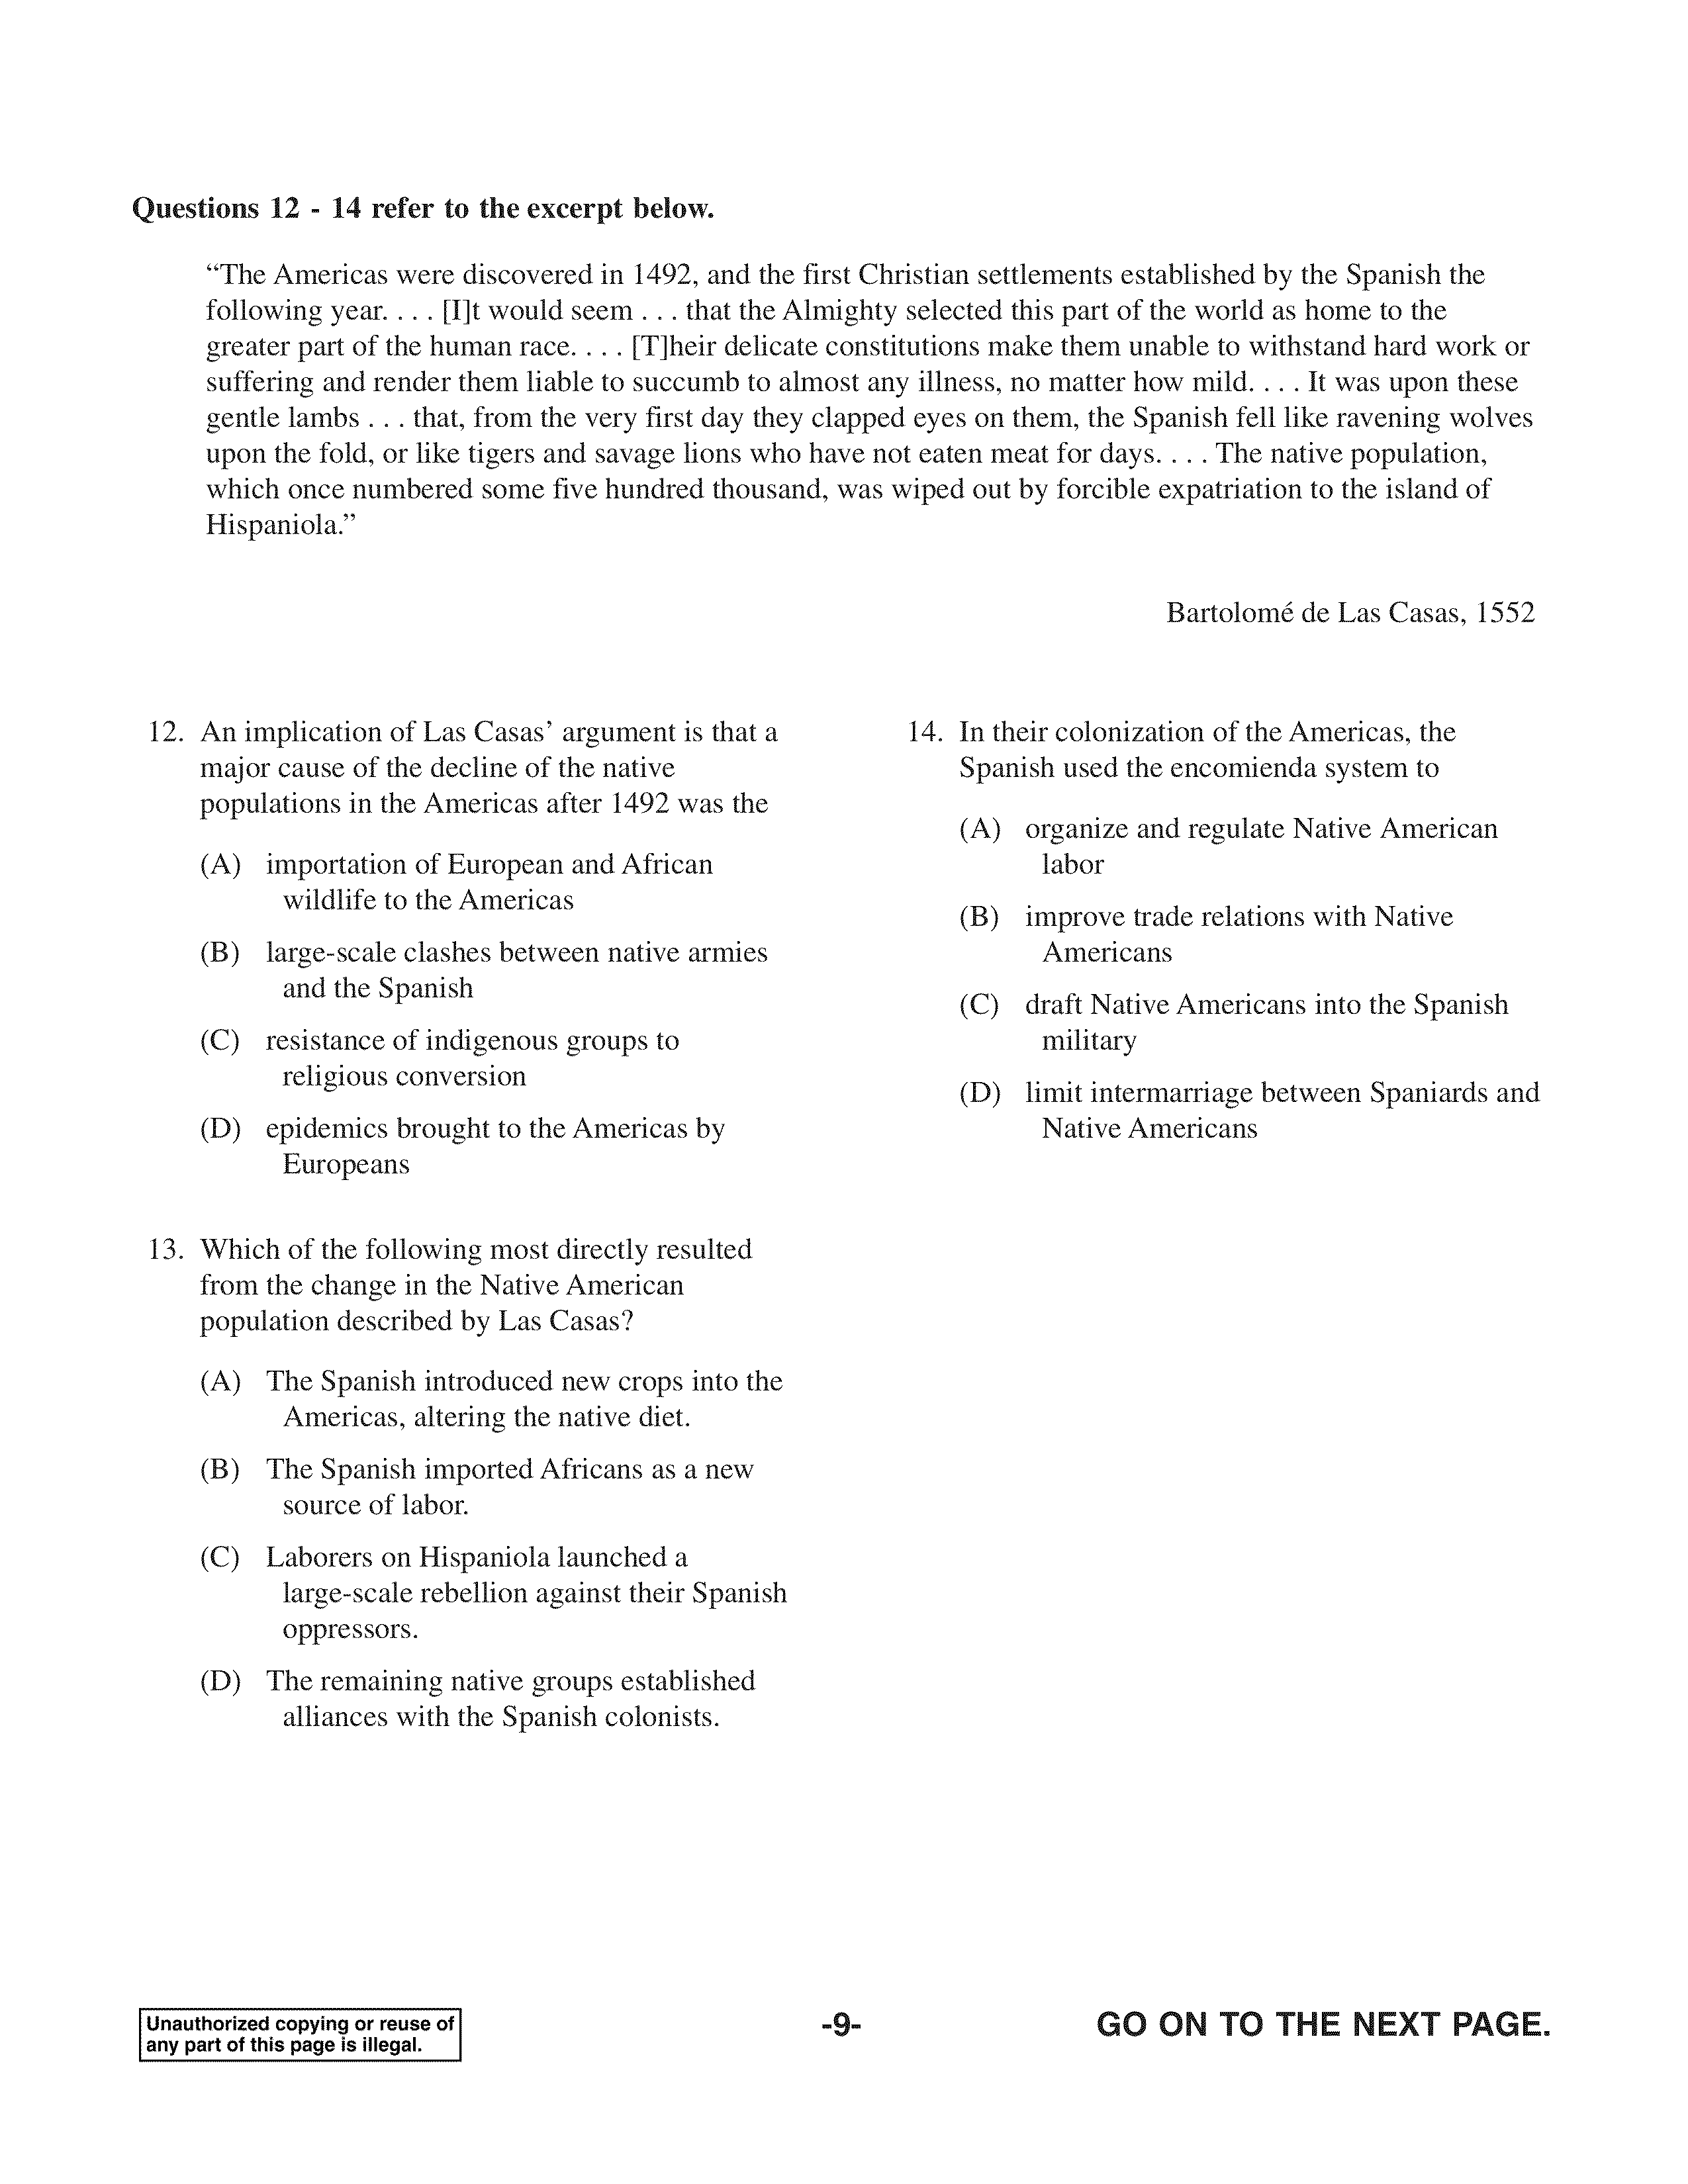 Questions 12 - 14 refer to the excerpt below.
“The Americas were discovered in 1492, and the first Christian settlements established by the Spanish the
following year. . . . [I]t would seem . . . that the Almighty selected this part of the world as home to the
greater part of the human race. . . . [T]heir delicate constitutions make them unable to withstand hard work or
suffering and render them liable to succumb to almost any illness, no matter how mild. . . . It was upon these
gentle lambs . . . that, from the very first day they clapped eyes on them, the Spanish fell like ravening wolves
upon the fold, or like tigers and savage lions who have not eaten meat for days. . . . The native population,
which once numbered some five hundred thousand, was wiped out by forcible expatriation to the island of
Hispaniola.”
Bartolomé de Las Casas, 1552
12. An implication of Las Casas’ argument is that a
major cause of the decline of the native
populations in the Americas after 1492 was the
(A) importation of European and African
wildlife to the Americas
(B) large-scale clashes between native armies
and the Spanish
(C) resistance of indigenous groups to
religious conversion
(D) epidemics brought to the Americas by
Europeans
13. Which of the following most directly resulted
from the change in the Native American
population described by Las Casas?
(A) The Spanish introduced new crops into the
Americas, altering the native diet.
(B) The Spanish imported Africans as a new
source of labor.
(C) Laborers on Hispaniola launched a
large-scale rebellion against their Spanish
oppressors.
(D) The remaining native groups established
alliances with the Spanish colonists.
14. In their colonization of the Americas, the
Spanish used the encomienda system to
(A) organize and regulate Native American
labor
(B) improve trade relations with Native
Americans
(C) draft Native Americans into the Spanish
military
(D) limit intermarriage between Spaniards and
Native Americans
Unauthorized copying or reuse of
any part of this page is illegal.
-9-
GO ON TO THE NEXT PAGE.